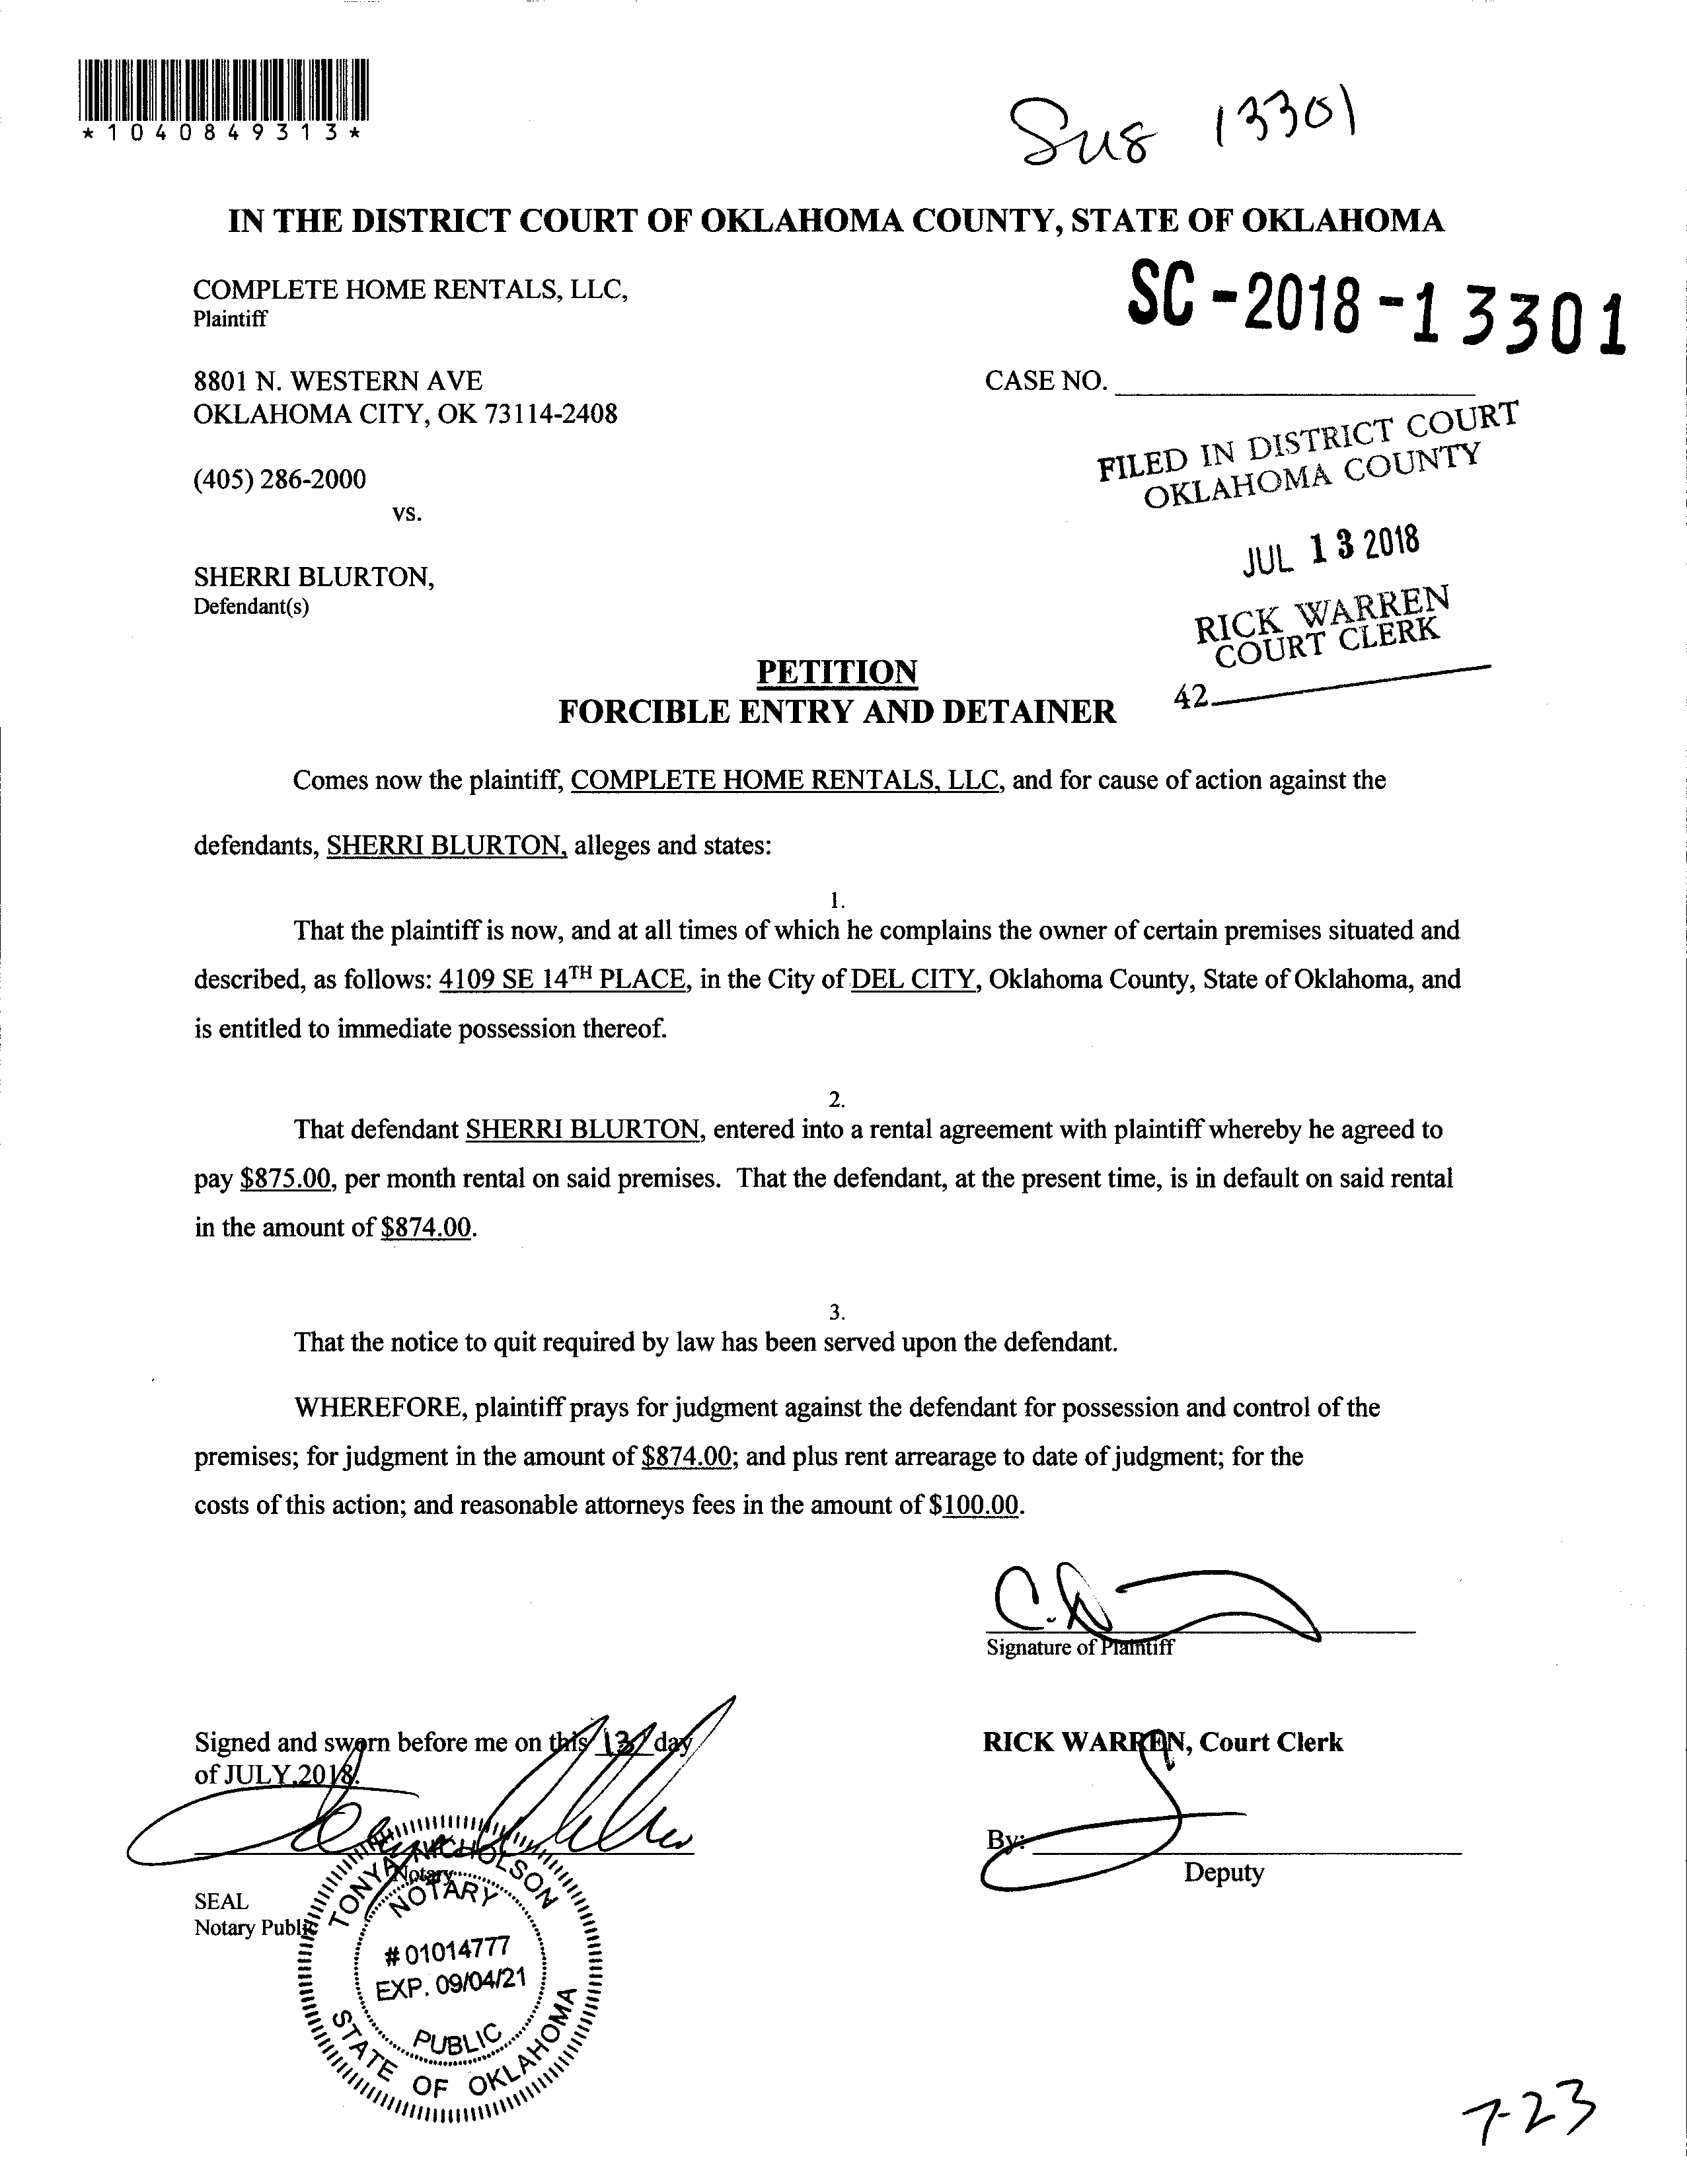 *1040849313*
Sus 13301
IN THE DISTRICT COURT OF OKLAHOMA COUNTY, STATE OF OKLAHOMA
COMPLETE HOME RENTALS, LLC,
Plaintiff
SC-2018-13301
8801 N. WESTERN AVE
OKLAHOMA CITY, OK 73114-2408
CASE NO.
FILED IN DISTRICT COURT
OKLAHOMA COUNTY
(405) 286-2000
vs.
JUL 13 2018
SHERRI BLURTON,
Defendant(s)
RICK WARREN
COURT CLERK
42
PETITION
FORCIBLE ENTRY AND DETAINER
Comes now the plaintiff, COMPLETE HOME RENTALS, LLC, and for cause of action against the
defendants, SHERRI BLURTON, alleges and states:
1.
That the plaintiff is now, and at all times of which he complains the owner of certain premises situated and
described, as follows: 4109 SE 14TH PLACE, in the City of DEL CITY, Oklahoma County, State of Oklahoma, and
is entitled to immediate possession thereof.
2.
That defendant SHERRI BLURTON, entered into a rental agreement with plaintiff whereby he agreed to
pay $875.00, per month rental on said premises. That the defendant, at the present time, is in default on said rental
in the amount of $874.00.
3.
That the notice to quit required by law has been served upon the defendant.
WHEREFORE, plaintiff prays for judgment against the defendant for possession and control of the
premises; for judgment in the amount of $874.00; and plus rent arrearage to date of judgment; for the
costs of this action; and reasonable attorneys fees in the amount of $100.00.
Signature of Plaintiff
Signed and sworn before me on this 13 day
of JULY,2018.
RICK WARREN, Court Clerk
By:
Deputy
Notary
SEAL
Notary Public
TONYA NICHOLSON
NOTARY
#01014777
EXP. 09/04/21
PUBLIC
STATE OF OKLAHOMA
7-23